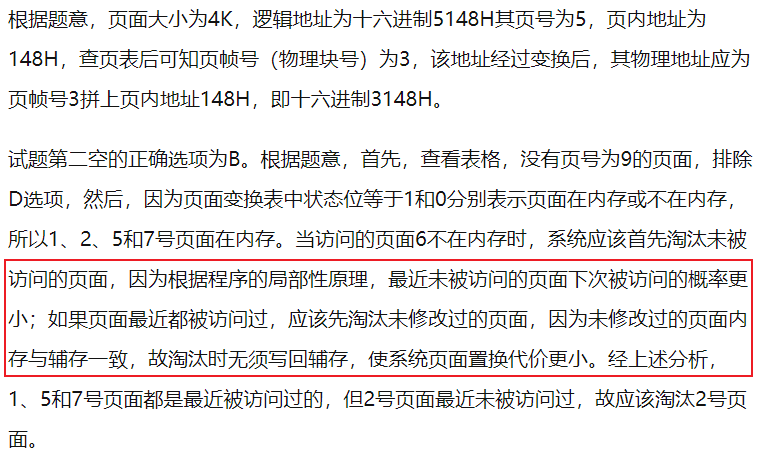 根据题意，页面大小为4K，逻辑地址为十六进制5148H其页号为5，页内地址为
148H，查页表后可知页帧号（物理块号）为3，该地址经过变换后，其物理地址应为
页帧号3拼上页内地址148H，即十六进制3148H。
试题第二空的正确选项为B。根据题意，首先，查看表格，没有页号为9的页面，排除
D选项，然后，因为页面变换表中状态位等于1和0分别表示页面在内存或不在内存，
所以1、2、5和7号页面在内存。当访问的页面6不在内存时，系统应该首先淘汰未被
访问的页面，因为根据程序的局部性原理，最近未被访问的页面下次被访问的概率更
小；如果页面最近都被访问过，应该先淘汰未修改过的页面，因为未修改过的页面内
存与辅存一致，故淘汰时无须写回辅存，使系统页面置换代价更小。经上述分析，
1、5和7号页面都是最近被访问过的，但2号页面最近未被访问过，故应该淘汰2号页
面。